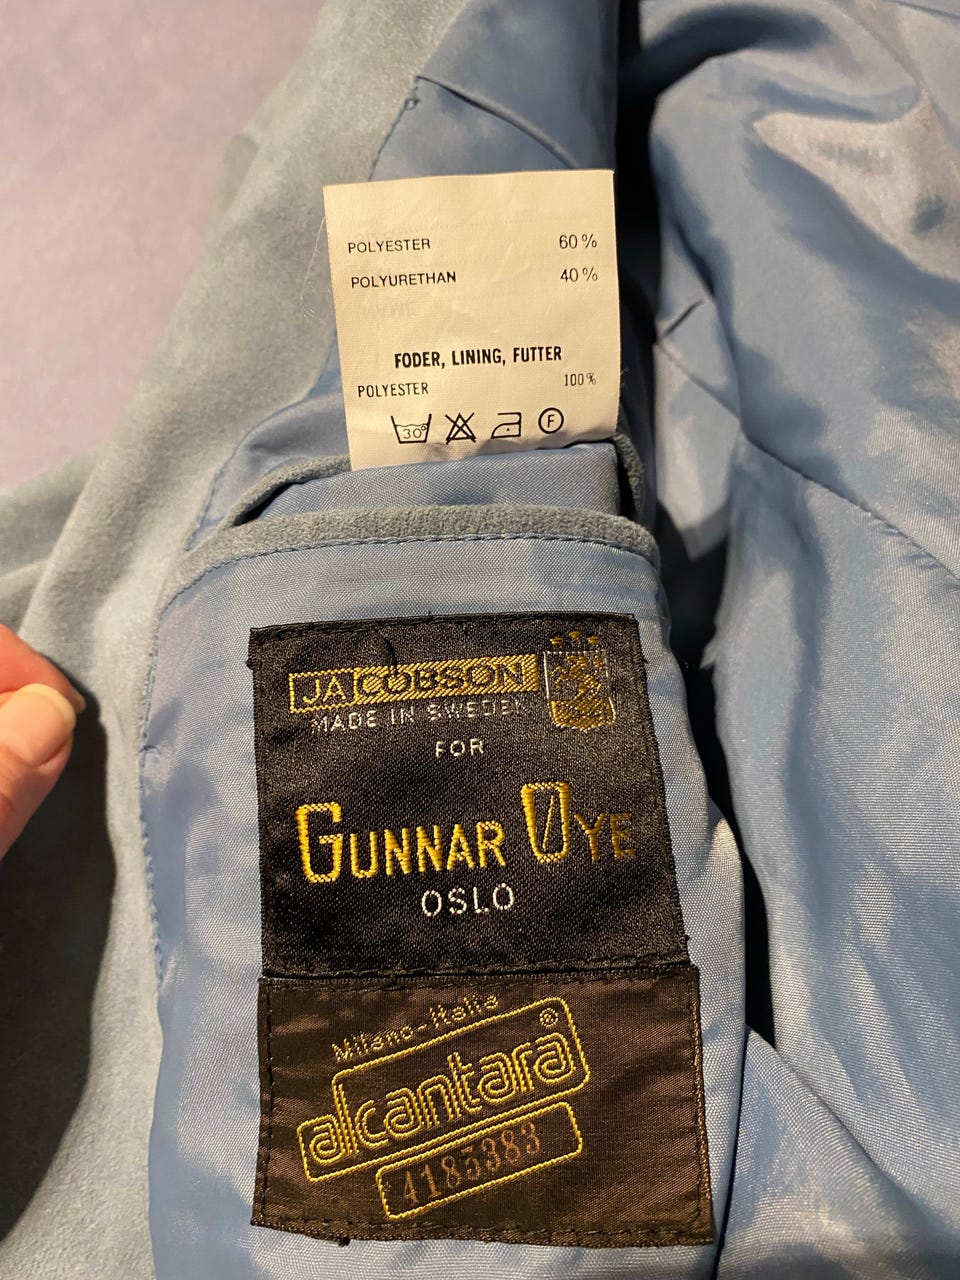 POLYESTER 60%
POLYURETHAN 40%
FODER, LINING, FUTTER
POLYESTER 100%
30° F
JACOBSON
MADE IN SWEDEN
FOR
GUNNAR ØYE
OSLO
Milano-Italia
alcantara®
4185383